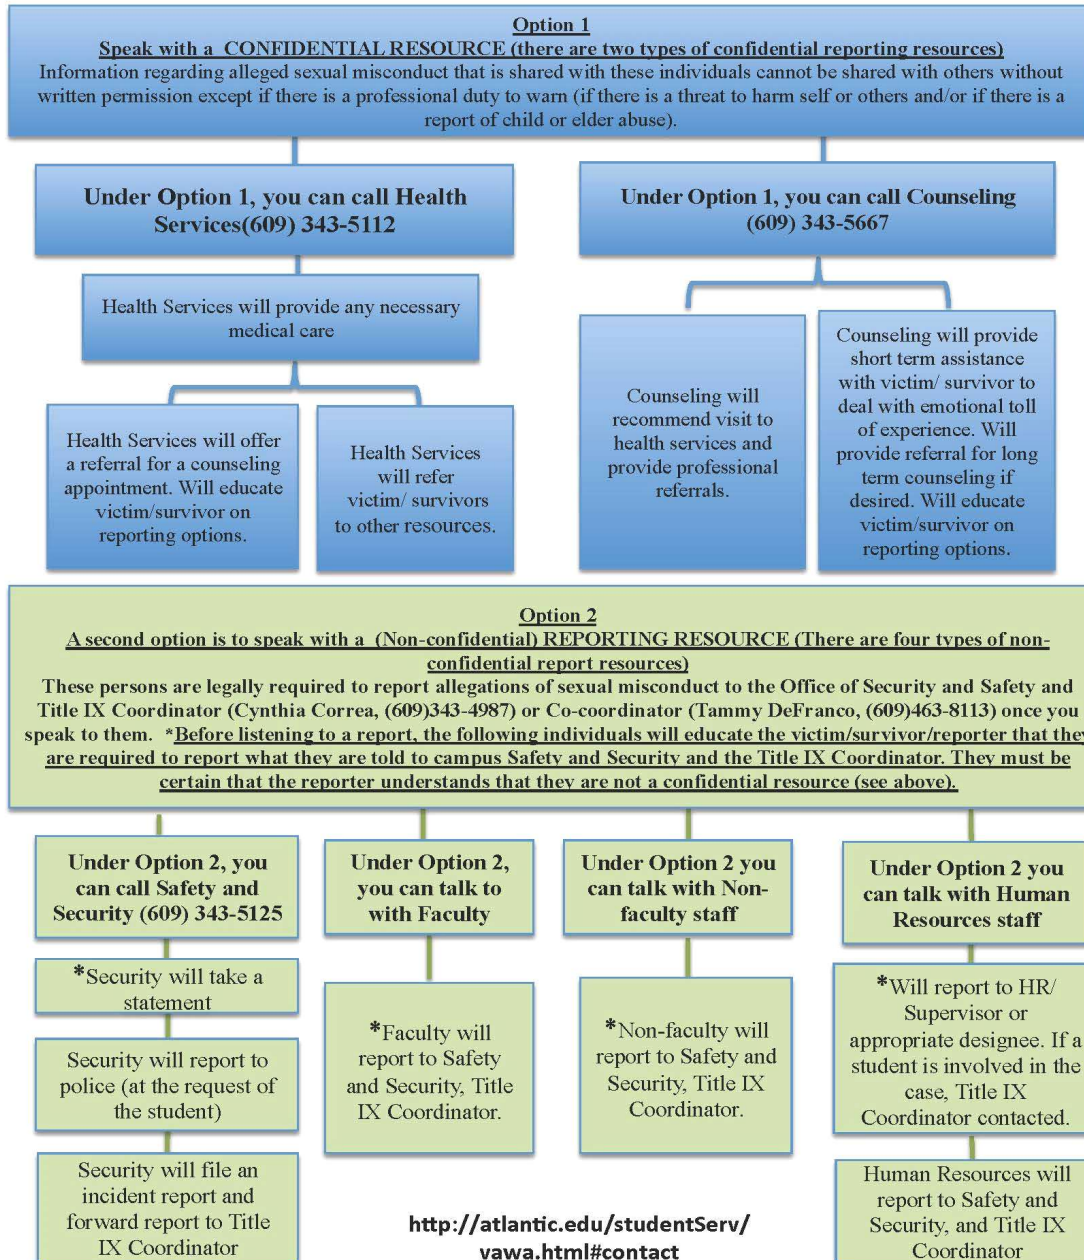 Option 1
Speak with a  CONFIDENTIAL RESOURCE (there are two types of confidential reporting resources)
Information regarding alleged sexual misconduct that is shared with these individuals cannot be shared with others without
written permission except if there is a professional duty to warn (if there is a threat to harm self or others and/or if there is a
report of child or elder abuse).
Under Option 1, you can call Health
Services(609) 343-5112
Health Services will provide any necessary
medical care
Health Services will offer
a referral for a counseling
appointment. Will educate
victim/survivor on
reporting options.
Health Services
will refer
victim/ survivors
to other resources.
Under Option 1, you can call Counseling
(609) 343-5667
Counseling will
recommend visit to
health services and
provide professional
referrals.
Counseling will provide
short term assistance
with victim/ survivor to
deal with emotional toll
of experience. Will
provide referral for long
term counseling if
desired. Will educate
victim/survivor on
reporting options.
Option 2
A second option is to speak with a  (Non-confidential) REPORTING RESOURCE (There are four types of non-
confidential report resources)
These persons are legally required to report allegations of sexual misconduct to the Office of Security and Safety and
Title IX Coordinator (Cynthia Correa, (609)343-4987) or Co-coordinator (Tammy DeFranco, (609)463-8113) once you
speak to them.  *Before listening to a report, the following individuals will educate the victim/survivor/reporter that they
are required to report what they are told to campus Safety and Security and the Title IX Coordinator. They must be
certain that the reporter understands that they are not a confidential resource (see above).
Under Option 2, you
can call Safety and
Security (609) 343-5125
*Security will take a
statement
Security will report to
police (at the request of
the student)
Security will file an
incident report and
forward report to Title
IX Coordinator
Under Option 2,
you can talk to
with Faculty
*Faculty will
report to Safety
and Security, Title
IX Coordinator.
Under Option 2 you
can talk with Non-
faculty staff
*Non-faculty will
report to Safety and
Security, Title IX
Coordinator.
Under Option 2 you
can talk with Human
Resources staff
*Will report to HR/
Supervisor or
appropriate designee. If a
student is involved in the
case, Title IX
Coordinator contacted.
Human Resources will
report to Safety and
Security, and Title IX
Coordinator
http://atlantic.edu/studentServ/
vawa.html#contact